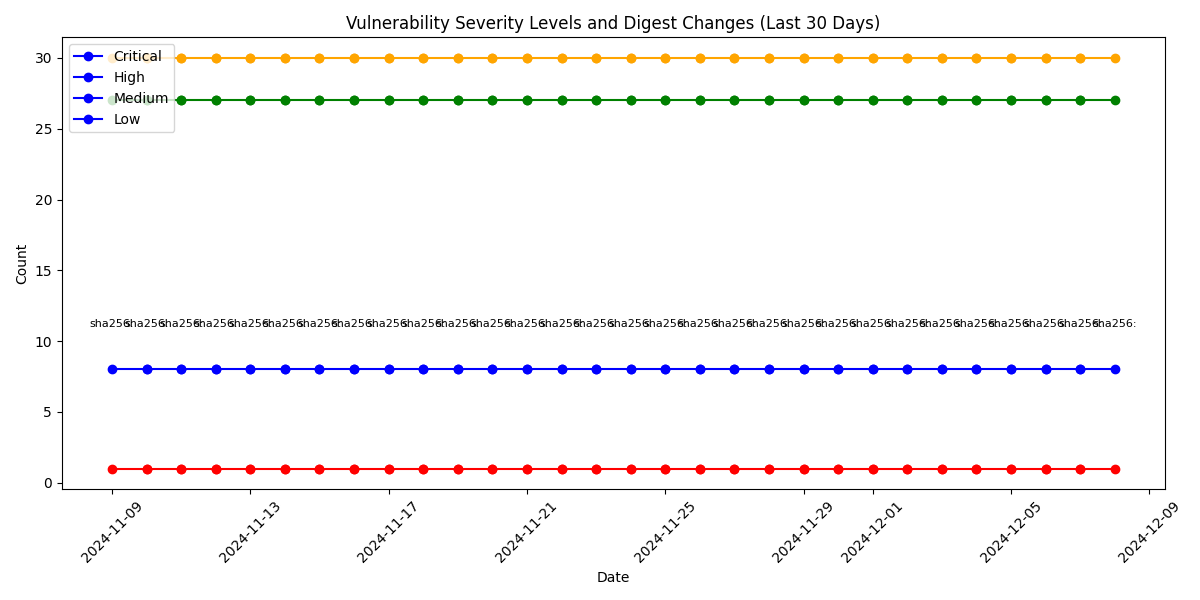 Vulnerability Severity Levels and Digest Changes (Last 30 Days)
Critical
High
Medium
Low
30
25
20
15
10
5
0
Count
sha256: sha256: sha256: sha256: sha256: sha256: sha256: sha256: sha256: sha256: sha256: sha256: sha256: sha256: sha256: sha256: sha256: sha256: sha256: sha256: sha256: sha256: sha256: sha256: sha256: sha256: sha256: sha256: sha256: sha256:
2024-11-09
2024-11-13
2024-11-17
2024-11-21
2024-11-25
2024-11-29
2024-12-01
2024-12-05
2024-12-09
Date